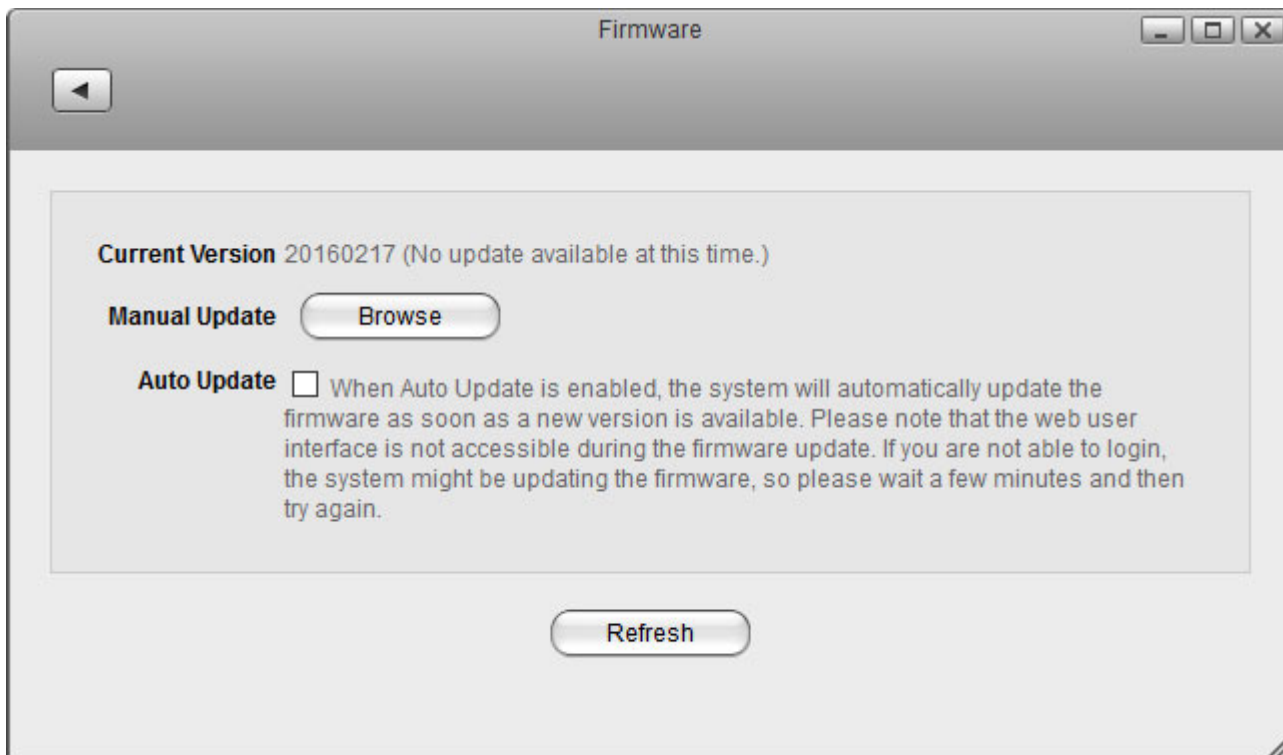 Firmware
Current Version 20160217 (No update available at this time.)
Manual Update Browse
Auto Update When Auto Update is enabled, the system will automatically update the
firmware as soon as a new version is available. Please note that the web user
interface is not accessible during the firmware update. If you are not able to login,
the system might be updating the firmware, so please wait a few minutes and then
try again.
Refresh